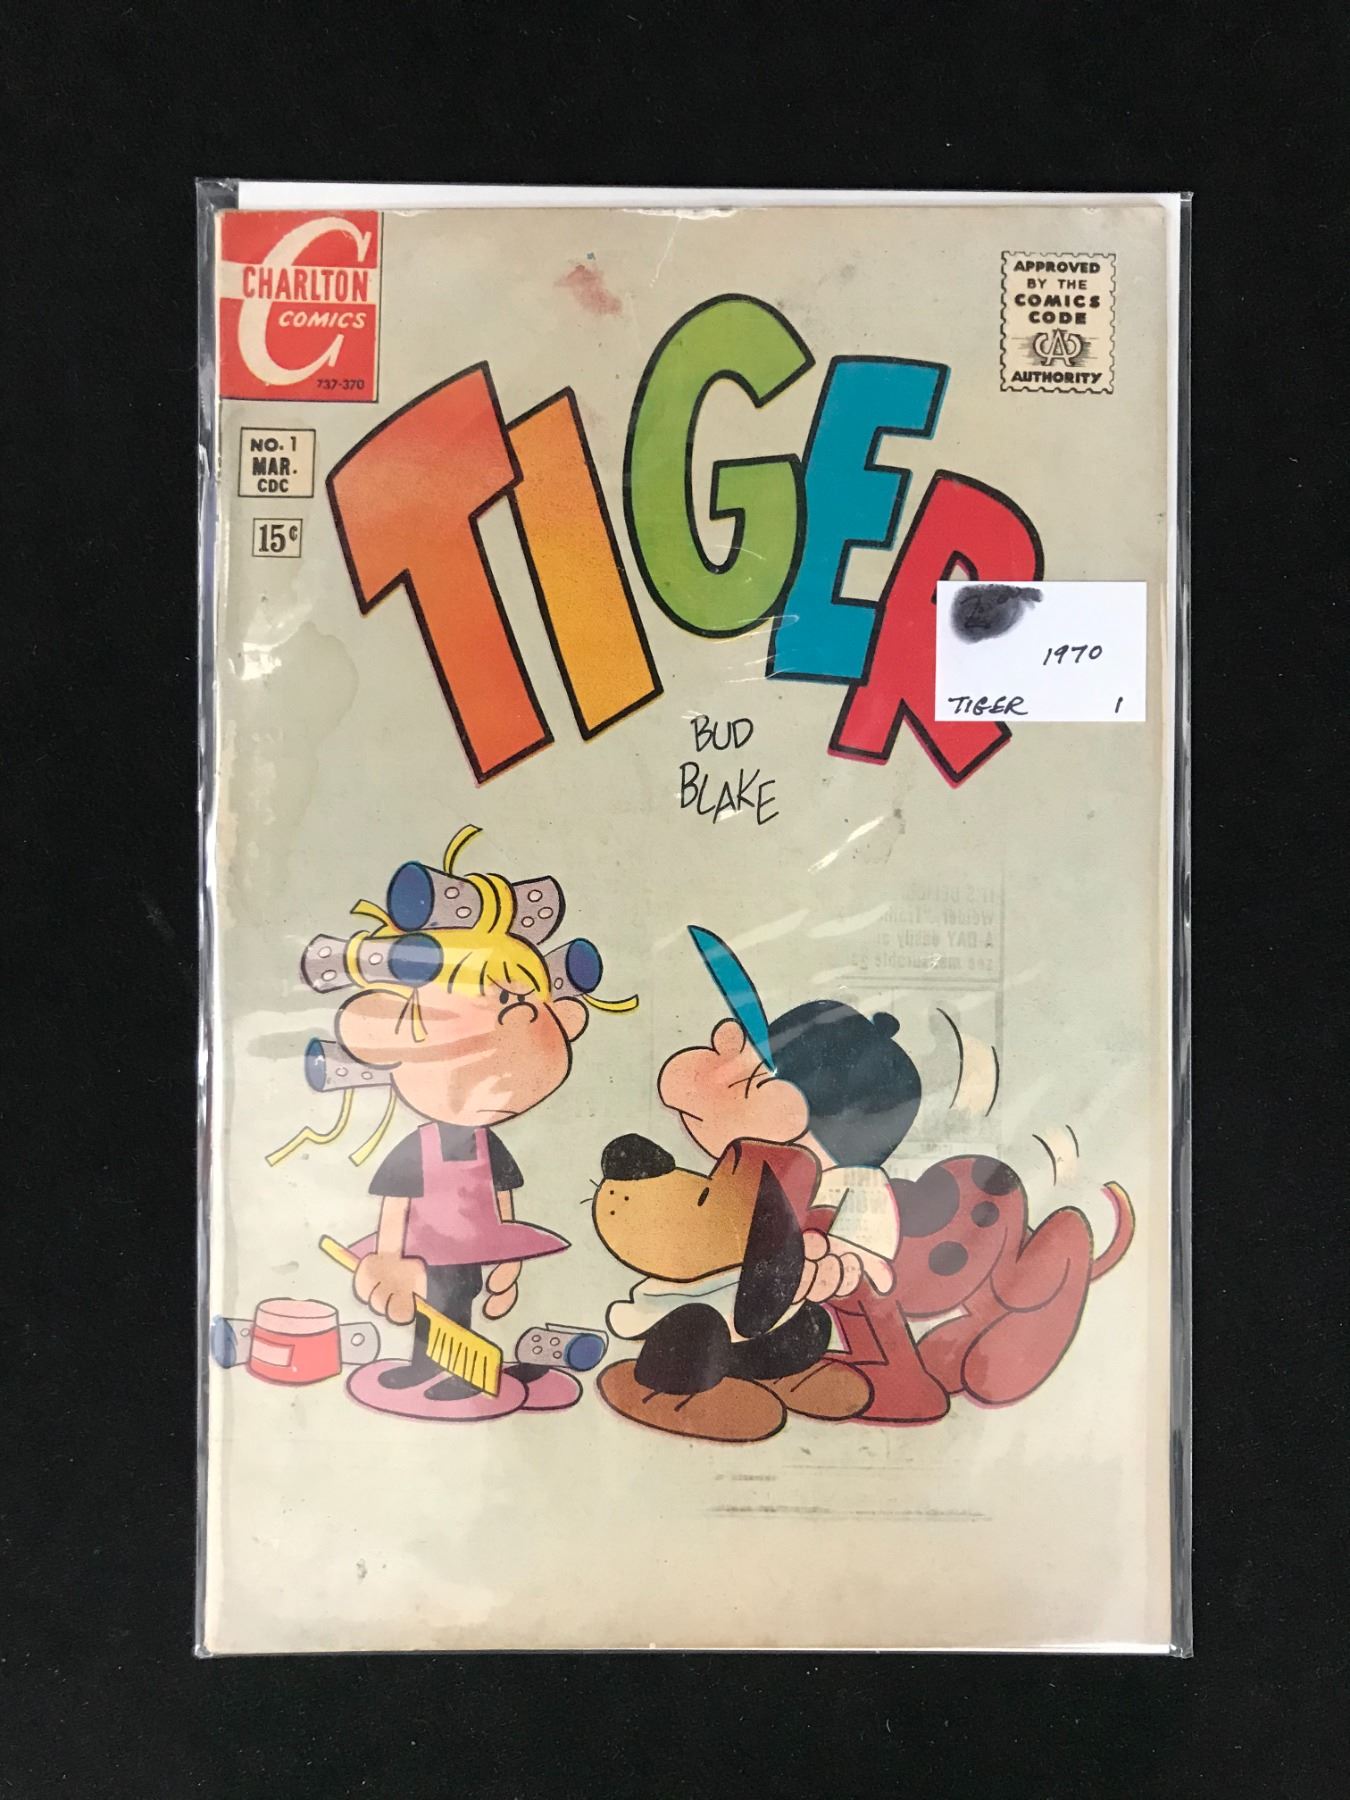 CHARLTON
COMICS
737-370
NO. 1
MAR.
CDC
15¢
APPROVED
BY THE
COMICS
CODE
CA
AUTHORITY
TIGER
1970
TIGER 1
BUD
BLAKE